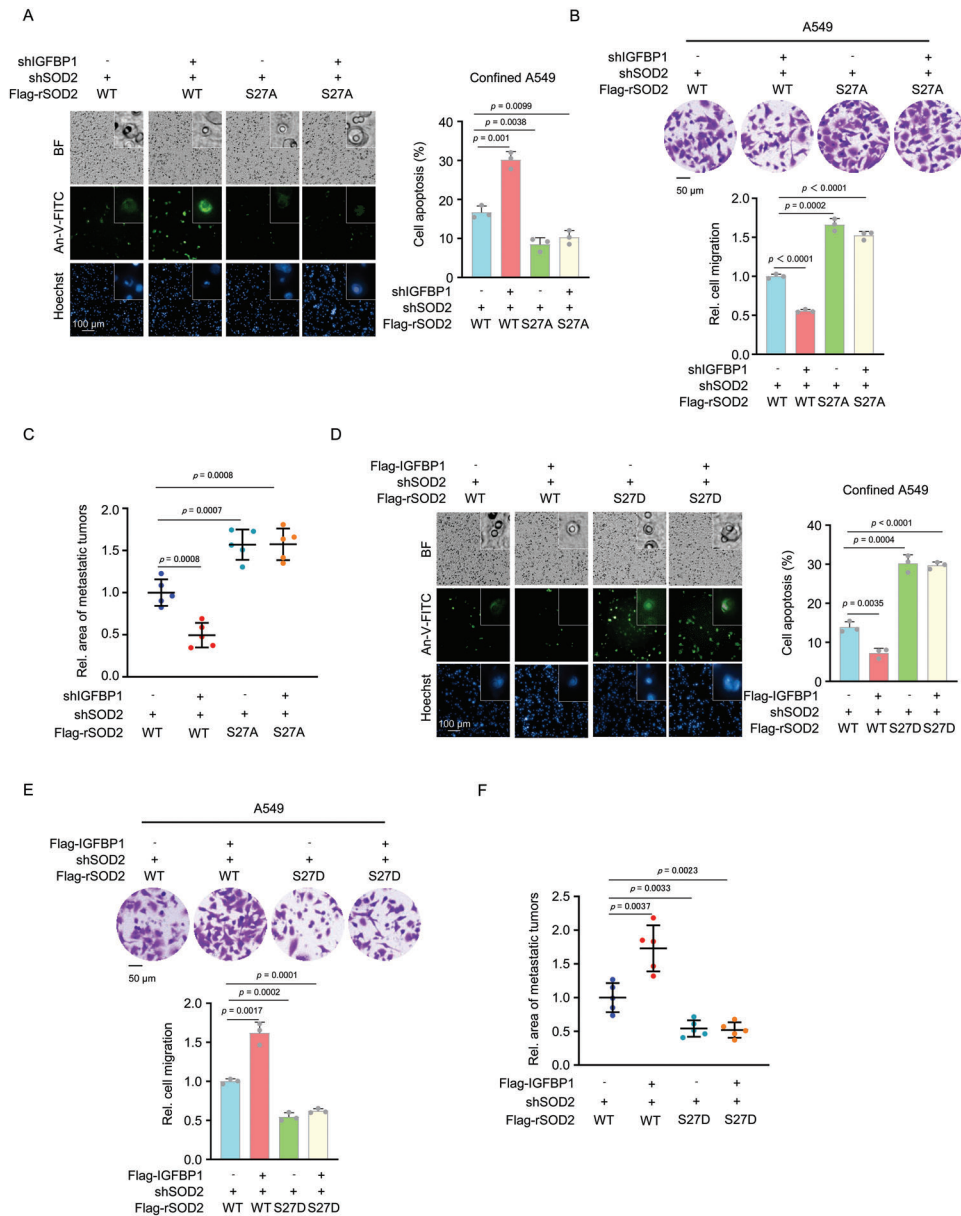 A
shIGFBP1 - + - +
shSOD2 + + + +
Flag-rSOD2 WT WT S27A S27A
BF
An-V-FITC
Hoechst
100 μm
Confined A549
p = 0.0099
p = 0.0038
p = 0.001
Cell apoptosis (%)
40
30
20
10
0
shIGFBP1 - + - +
shSOD2 + + + +
Flag-rSOD2 WT WT S27A S27A
B
A549
shIGFBP1 - + - +
shSOD2 + + + +
Flag-rSOD2 WT WT S27A S27A
50 μm
p < 0.0001
p = 0.0002
p < 0.0001
Rel. cell migration
2.0
1.5
1.0
0.5
0.0
shIGFBP1 - + - +
shSOD2 + + + +
Flag-rSOD2 WT WT S27A S27A
C
p = 0.0008
p = 0.0007
p = 0.0008
Rel. area of metastatic tumors
2.0
1.5
1.0
0.5
0.0
shIGFBP1 - + - +
shSOD2 + + + +
Flag-rSOD2 WT WT S27A S27A
D
Flag-IGFBP1 - + - +
shSOD2 + + + +
Flag-rSOD2 WT WT S27D S27D
BF
An-V-FITC
Hoechst
100 μm
Confined A549
p < 0.0001
p = 0.0004
p = 0.0035
Cell apoptosis (%)
40
30
20
10
0
Flag-IGFBP1 - + - +
shSOD2 + + + +
Flag-rSOD2 WT WT S27D S27D
E
A549
Flag-IGFBP1 - + - +
shSOD2 + + + +
Flag-rSOD2 WT WT S27D S27D
50 μm
p = 0.0001
p = 0.0002
p = 0.0017
Rel. cell migration
2.0
1.5
1.0
0.5
0.0
Flag-IGFBP1 - + - +
shSOD2 + + + +
Flag-rSOD2 WT WT S27D S27D
F
p = 0.0023
p = 0.0033
p = 0.0037
Rel. area of metastatic tumors
2.5
2.0
1.5
1.0
0.5
0.0
Flag-IGFBP1 - + - +
shSOD2 + + + +
Flag-rSOD2 WT WT S27D S27D